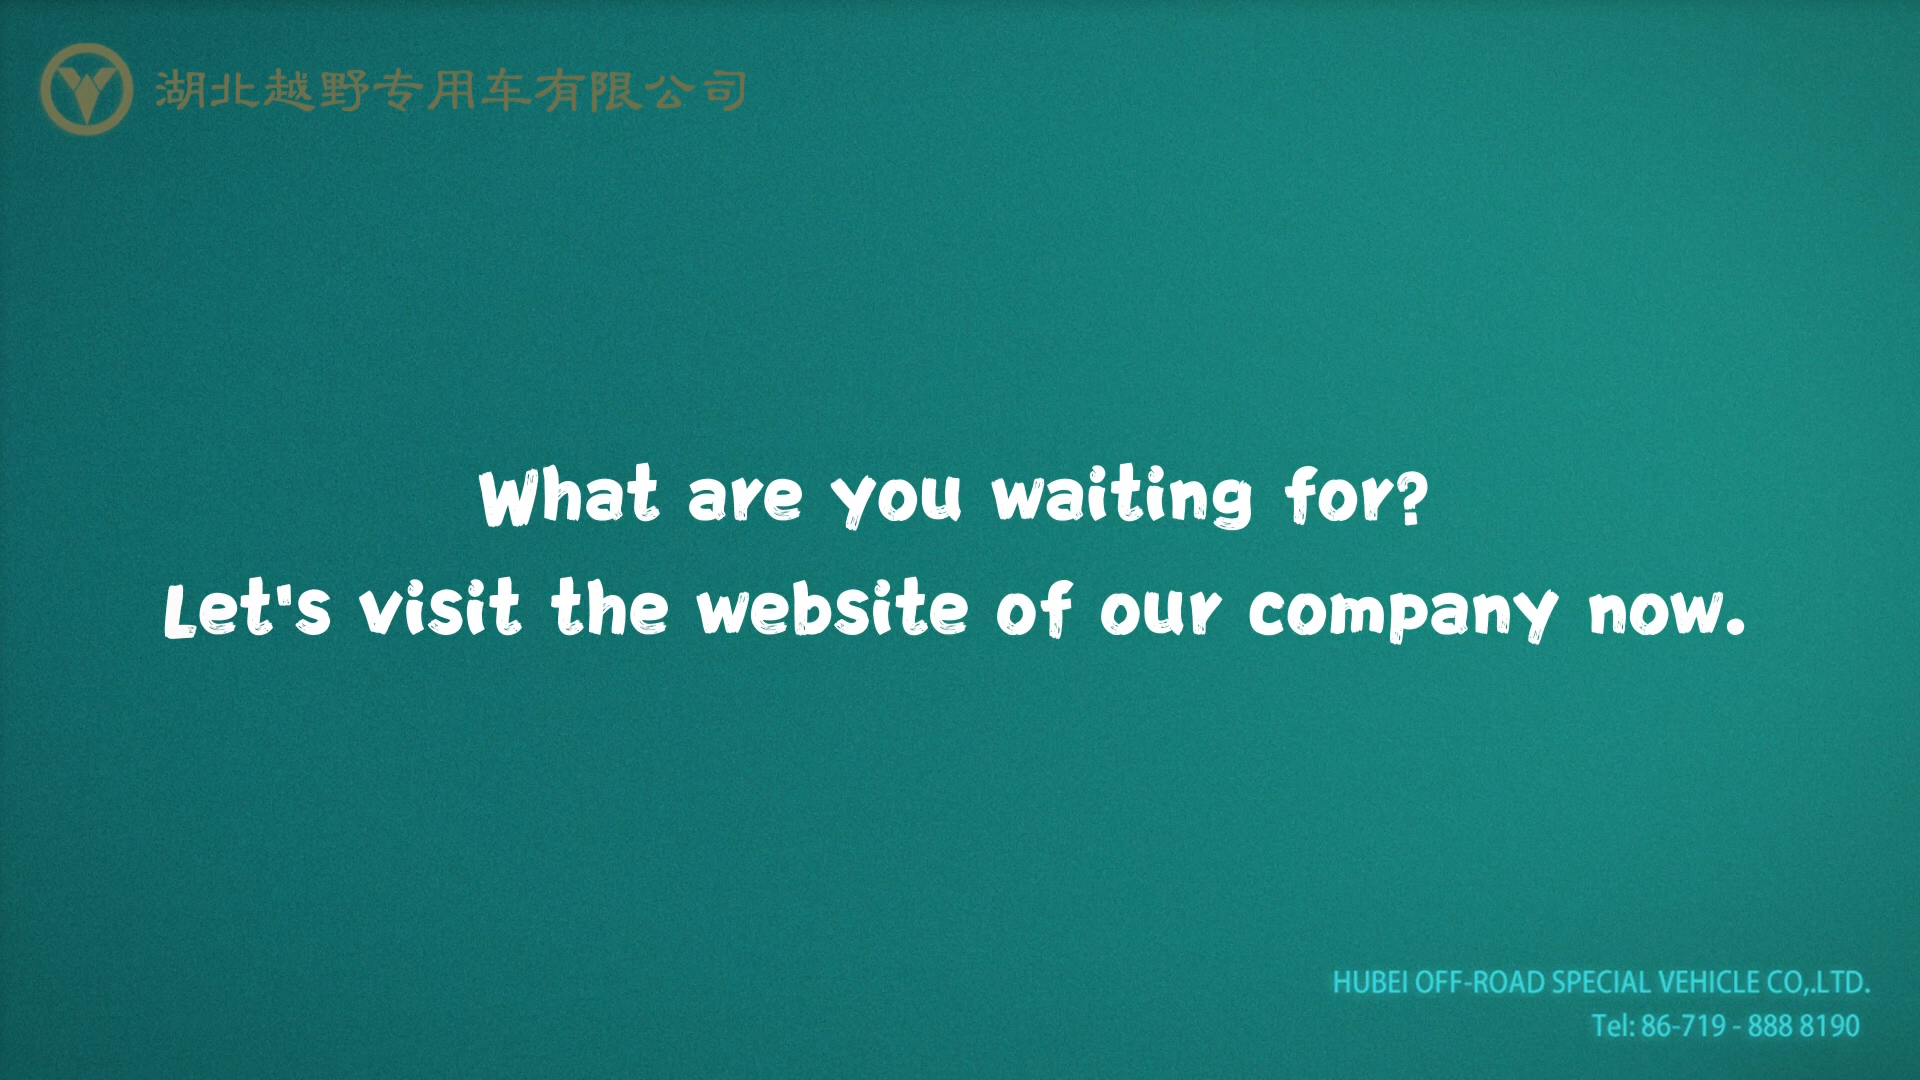 湖北越野专用车有限公司
What are you waiting for?
Let's visit the website of our company now.
HUBEI OFF-ROAD SPECIAL VEHICLE CO,.LTD.
Tel: 86-719 - 888 8190